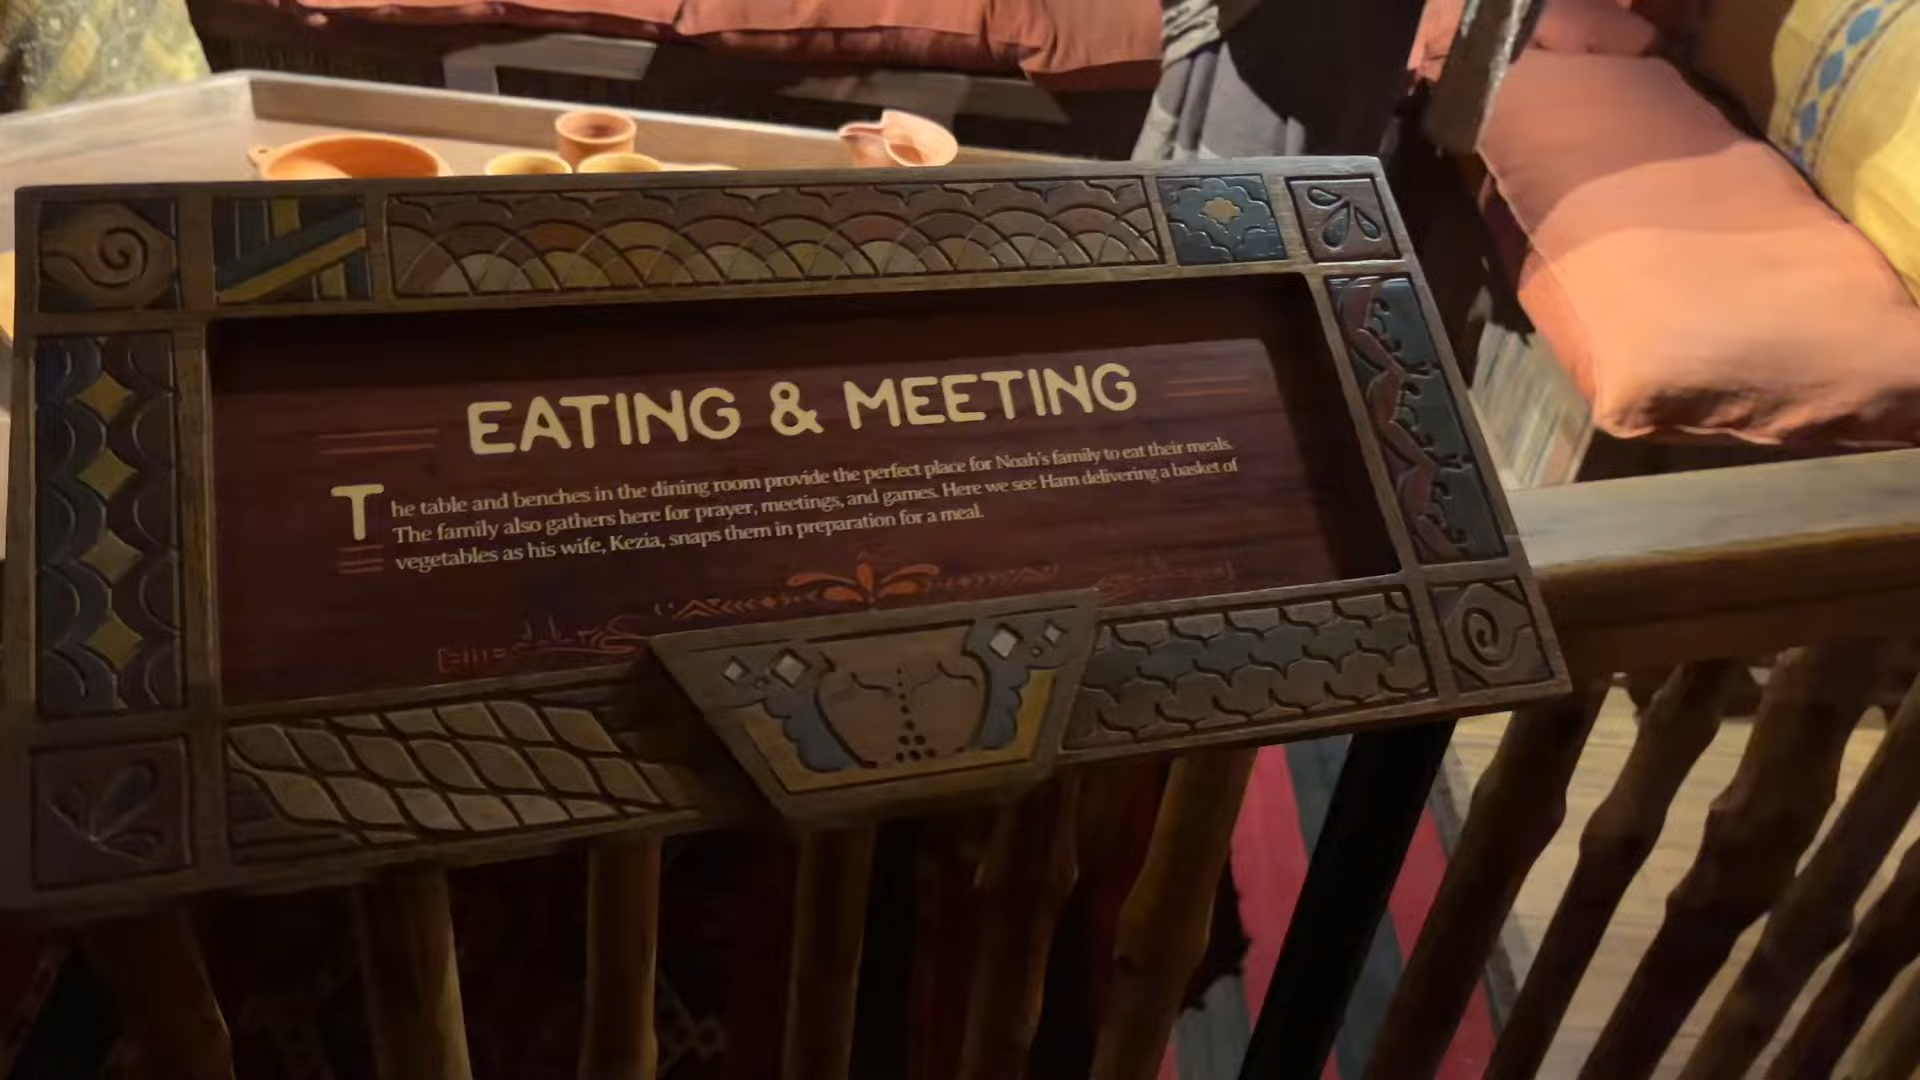 EATING & MEETING
The table and benches in the dining room provide the perfect place for Noah's family to eat their meals.
The family also gathers here for prayer, meetings, and games. Here we see Ham delivering a basket of
vegetables as his wife, Kezia, snaps them in preparation for a meal.